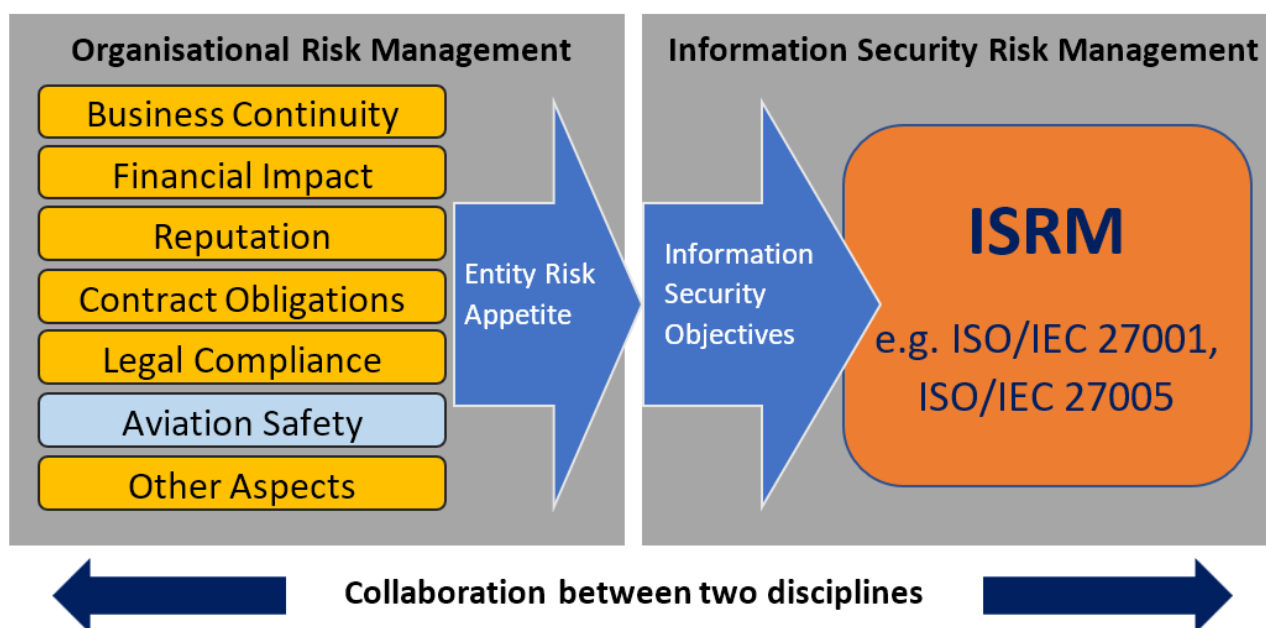 Organisational Risk Management
Business Continuity
Financial Impact
Reputation
Contract Obligations
Legal Compliance
Aviation Safety
Other Aspects
Entity Risk
Appetite
Information Security Risk Management
Information
Security
Objectives
ISRM
e.g. ISO/IEC 27001,
ISO/IEC 27005
Collaboration between two disciplines